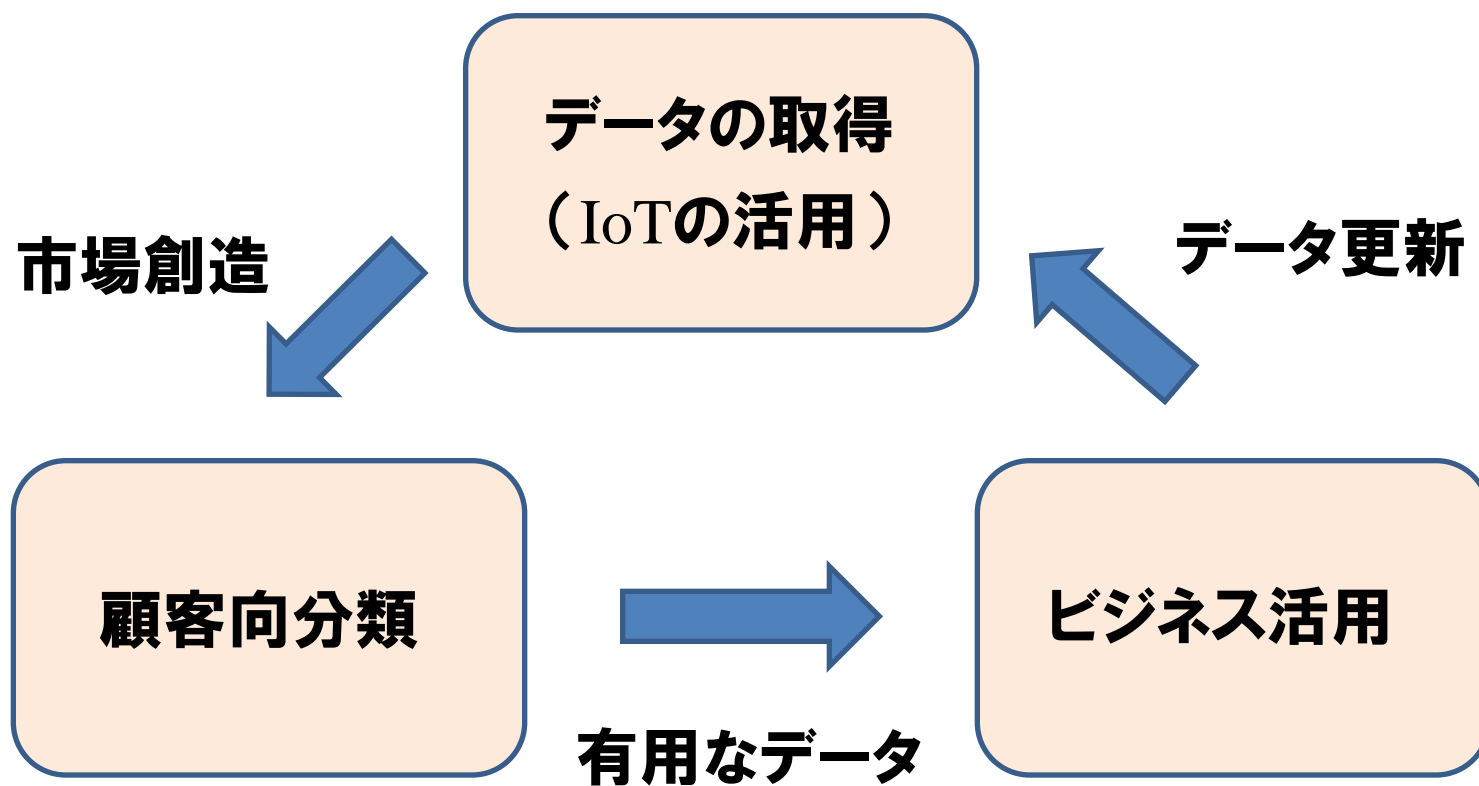 データの取得
（IoTの活用）
市場創造
データ更新
顧客向分類
ビジネス活用
有用なデータ